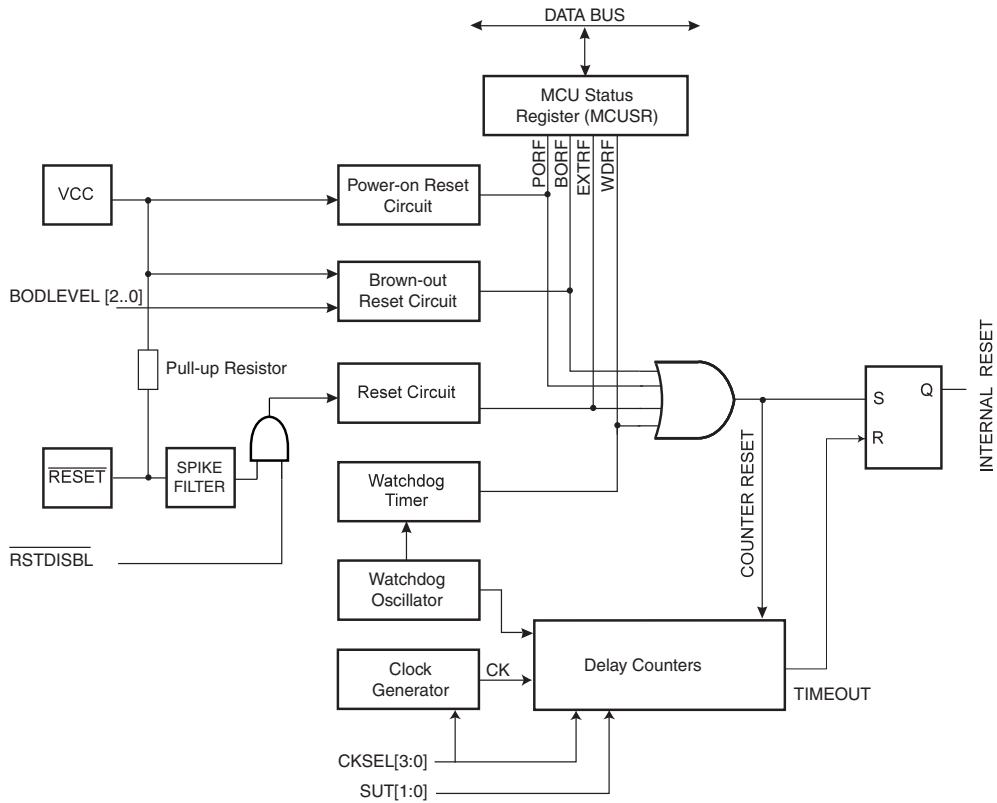 DATA BUS
MCU Status
Register (MCUSR)
PORF
BORF
EXTRF
WDRF
VCC
Power-on Reset
Circuit
BODLEVEL [2..0]
Brown-out
Reset Circuit
Pull-up Resistor
Reset Circuit
S
Q
R
INTERNAL RESET
RESET
SPIKE
FILTER
Watchdog
Timer
COUNTER RESET
RSTDISBL
Watchdog
Oscillator
Delay Counters
Clock
Generator
CK
TIMEOUT
CKSEL[3:0]
SUT[1:0]